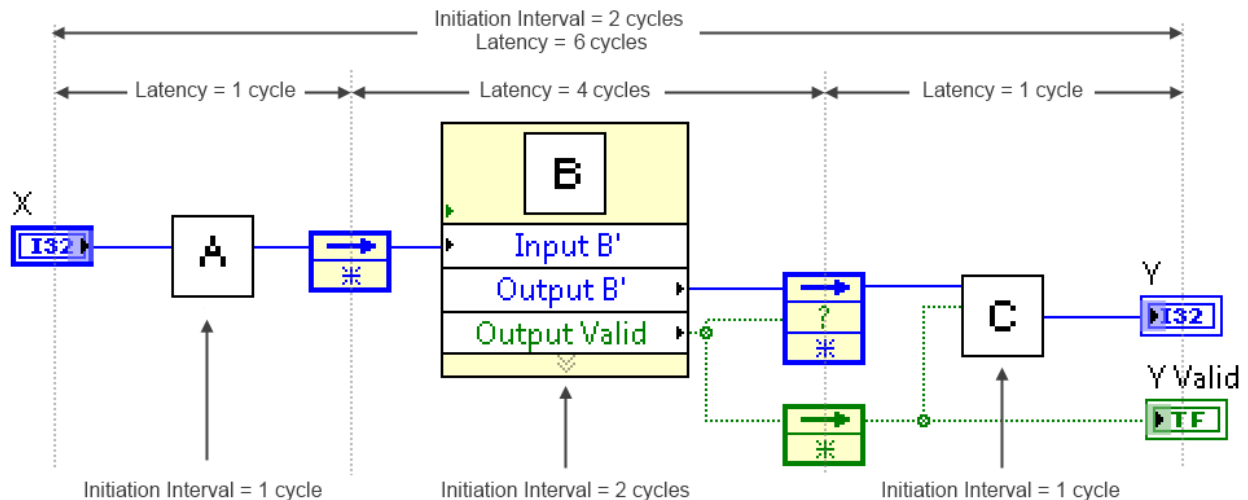 Initiation Interval = 2 cycles
Latency = 6 cycles
Latency = 1 cycle
Latency = 4 cycles
Latency = 1 cycle
X
I32
A
B
Input B'
Output B'
Output Valid
?
C
Y
I32
Y Valid
TF
Initiation Interval = 1 cycle
Initiation Interval = 2 cycles
Initiation Interval = 1 cycle